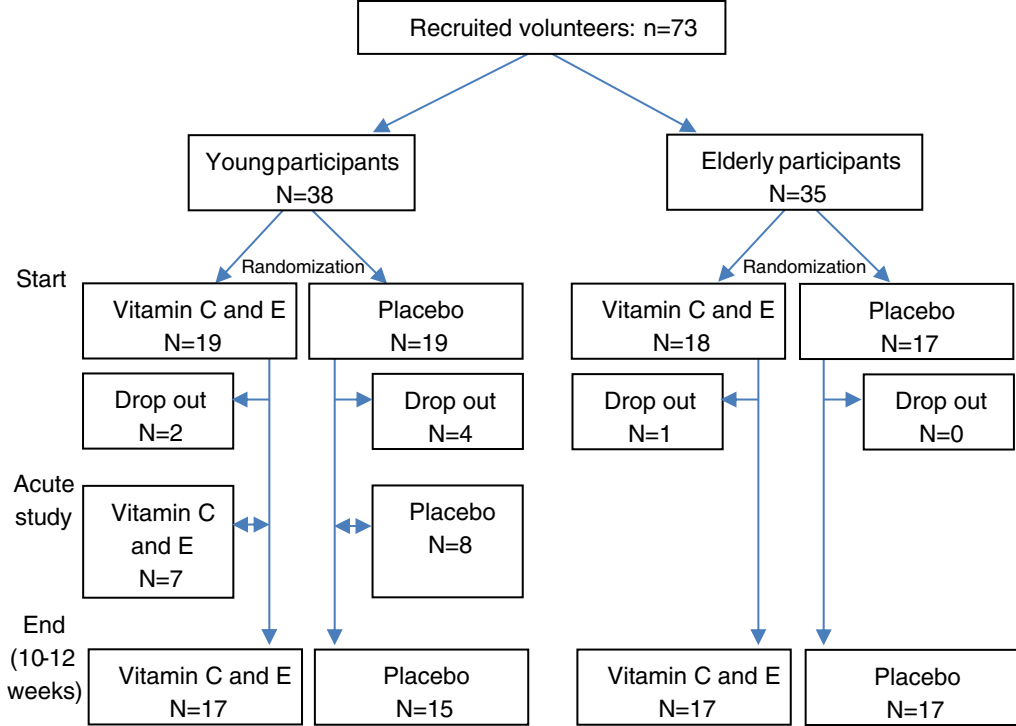 Recruited volunteers: n=73
Young participants
N=38
Elderly participants
N=35
Randomization
Randomization
Start
Vitamin C and E
N=19
Placebo
N=19
Vitamin C and E
N=18
Placebo
N=17
Drop out
N=2
Drop out
N=4
Drop out
N=1
Drop out
N=0
Acute
study
Vitamin C
and E
N=7
Placebo
N=8
End
(10-12
weeks)
Vitamin C and E
N=17
Placebo
N=15
Vitamin C and E
N=17
Placebo
N=17